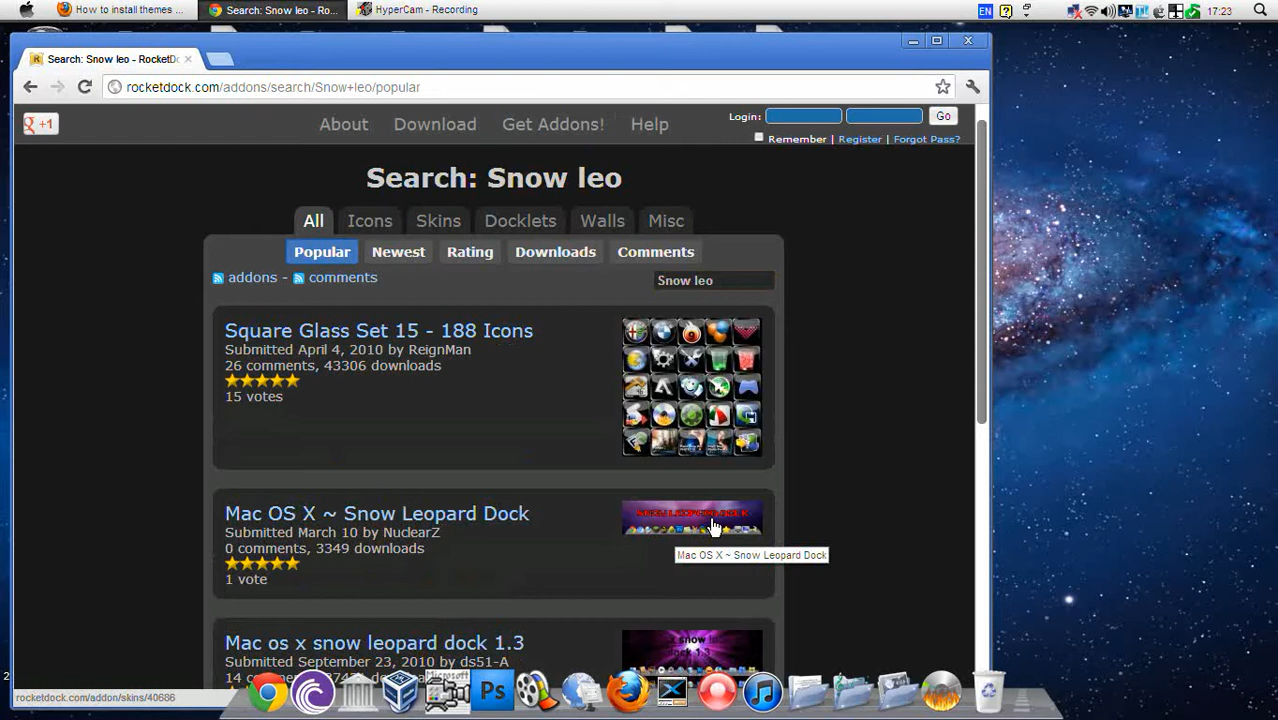 How to install themes ...
Search: Snow leo - Ro...
HyperCam - Recording
EN
17:23
Search: Snow leo - RocketDo
rocketdock.com/addons/search/Snow+leo/popular
+1
About
Download
Get Addons!
Help
Login:
Go
Remember | Register | Forgot Pass?
Search: Snow leo
All
Icons
Skins
Docklets
Walls
Misc
Popular
Newest
Rating
Downloads
Comments
addons - comments
Snow leo
Square Glass Set 15 - 188 Icons
Submitted April 4, 2010 by ReignMan
26 comments, 43306 downloads
15 votes
Mac OS X ~ Snow Leopard Dock
Submitted March 10 by NuclearZ
0 comments, 3349 downloads
1 vote
SNOW LEOPARD DOCK
Mac OS X ~ Snow Leopard Dock
Mac os x snow leopard dock 1.3
Submitted September 23, 2010 by ds51-A
14
rocketdock.com/addon/skins/40686
Ps